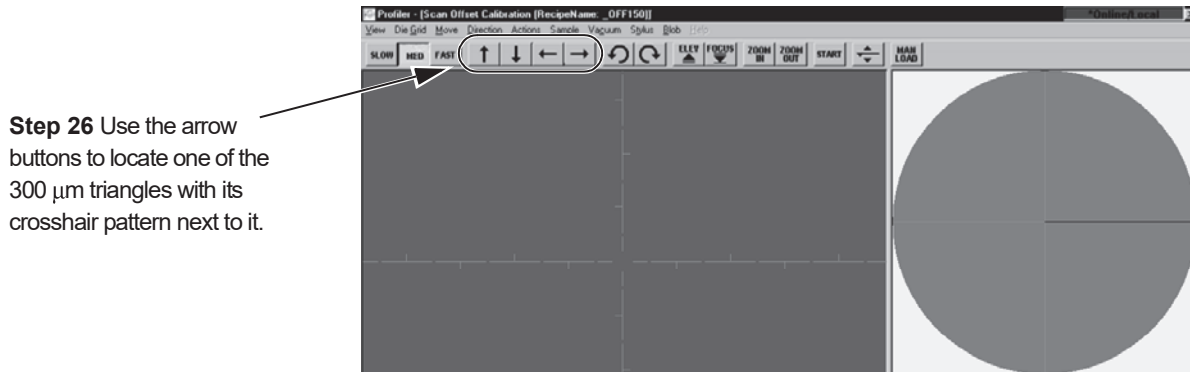 Profiler - [Scan Offset Calibration [RecipeName: _OFF150]]
*Online/Local
View Die Grid Move Direction Actions Sample Vacuum Stylus Blob Help
SLOW MED FAST ELEV FOCUS ZOOM IN ZOOM OUT START MAN LOAD
Step 26 Use the arrow
buttons to locate one of the
300 μm triangles with its
crosshair pattern next to it.